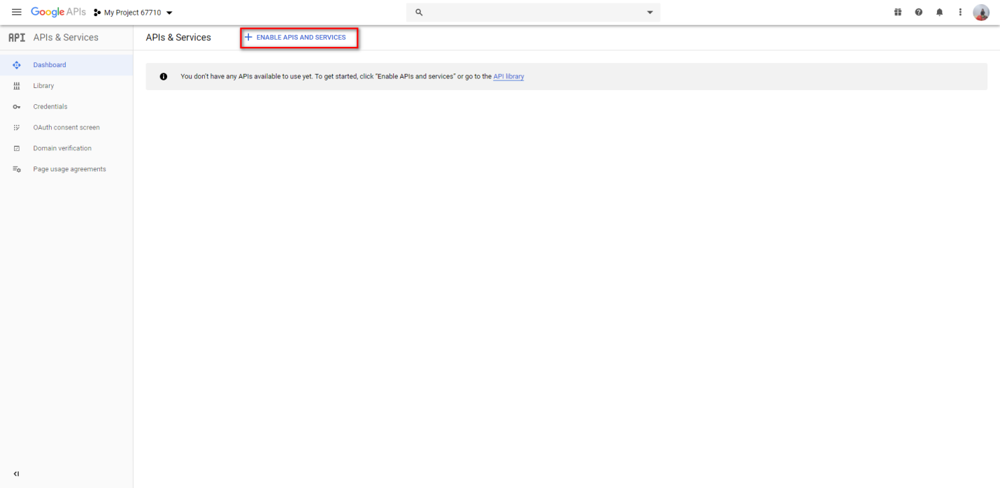 Google APIs My Project 67710
API APIs & Services
APIs & Services
ENABLE APIS AND SERVICES
Dashboard
Library
Credentials
OAuth consent screen
Domain verification
Page usage agreements
You don't have any APIs available to use yet. To get started, click "Enable APIs and services" or go to the API library